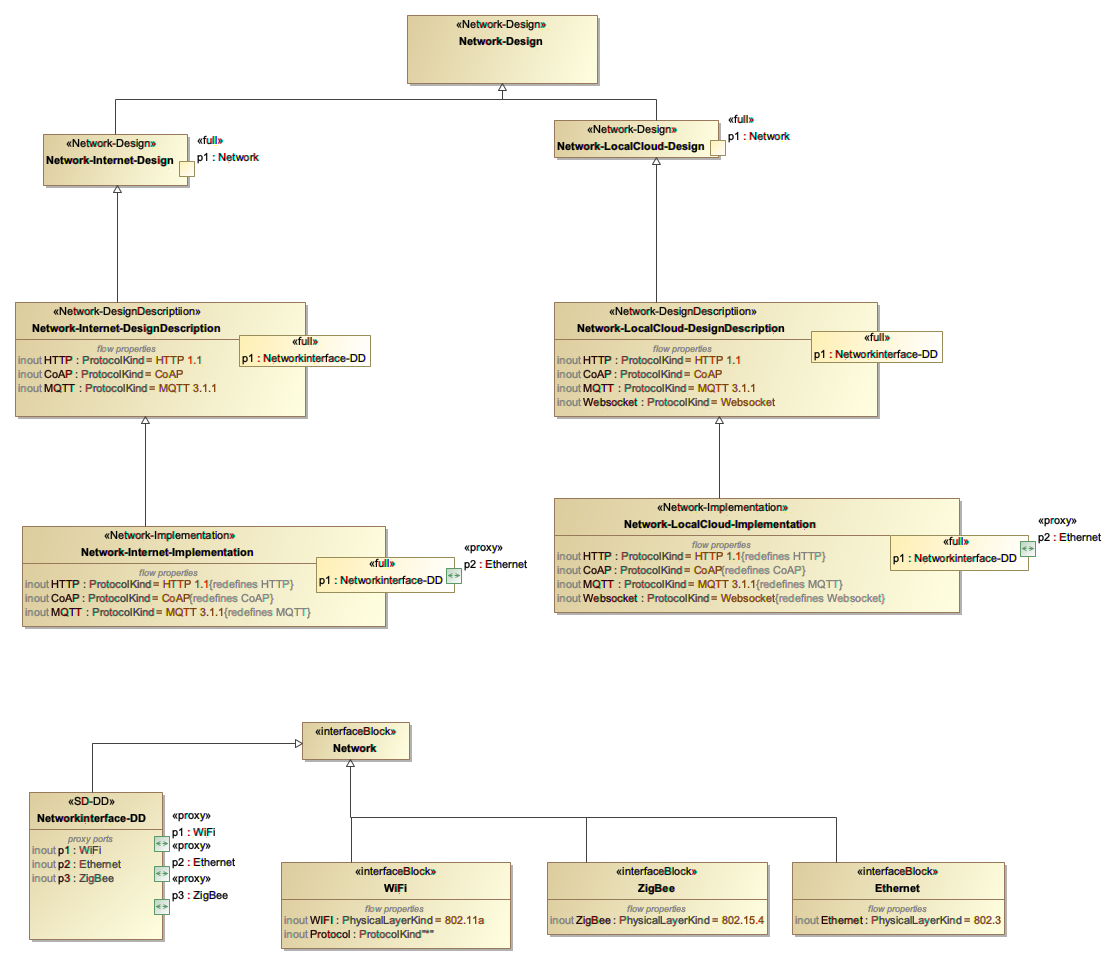 «Network-Design»
Network-Design
«Network-Design»
Network-Internet-Design
«full»
p1 : Network
«Network-Design»
Network-LocalCloud-Design
«full»
p1 : Network
«Network-DesignDescriptiion»
Network-Internet-DesignDescription
flow properties
inout HTTP : ProtocolKind = HTTP 1.1
inout CoAP : ProtocolKind = CoAP
inout MQTT : ProtocolKind = MQTT 3.1.1
«full»
p1 : Networkinterface-DD
«Network-DesignDescriptiion»
Network-LocalCloud-DesignDescription
flow properties
inout HTTP : ProtocolKind = HTTP 1.1
inout CoAP : ProtocolKind = CoAP
inout MQTT : ProtocolKind = MQTT 3.1.1
inout Websocket : ProtocolKind = Websocket
«full»
p1 : Networkinterface-DD
«Network-Implementation»
Network-Internet-Implementation
flow properties
inout HTTP : ProtocolKind = HTTP 1.1{redefines HTTP}
inout CoAP : ProtocolKind = CoAP{redefines CoAP}
inout MQTT : ProtocolKind = MQTT 3.1.1{redefines MQTT}
«full»
p1 : Networkinterface-DD
«proxy»
p2 : Ethernet
«Network-Implementation»
Network-LocalCloud-Implementation
flow properties
inout HTTP : ProtocolKind = HTTP 1.1{redefines HTTP}
inout CoAP : ProtocolKind = CoAP{redefines CoAP}
inout MQTT : ProtocolKind = MQTT 3.1.1{redefines MQTT}
inout Websocket : ProtocolKind = Websocket{redefines Websocket}
«full»
p1 : Networkinterface-DD
«proxy»
p2 : Ethernet
«interfaceBlock»
Network
«SD-DD»
Networkinterface-DD
proxy ports
inout p1 : WiFi
inout p2 : Ethernet
inout p3 : ZigBee
«proxy»
p1 : WiFi
«proxy»
p2 : Ethernet
«proxy»
p3 : ZigBee
«interfaceBlock»
WiFi
flow properties
inout WIFI : PhysicalLayerKind = 802.11a
inout Protocol : ProtocolKind"*"
«interfaceBlock»
ZigBee
flow properties
inout ZigBee : PhysicalLayerKind = 802.15.4
«interfaceBlock»
Ethernet
flow properties
inout Ethernet : PhysicalLayerKind = 802.3